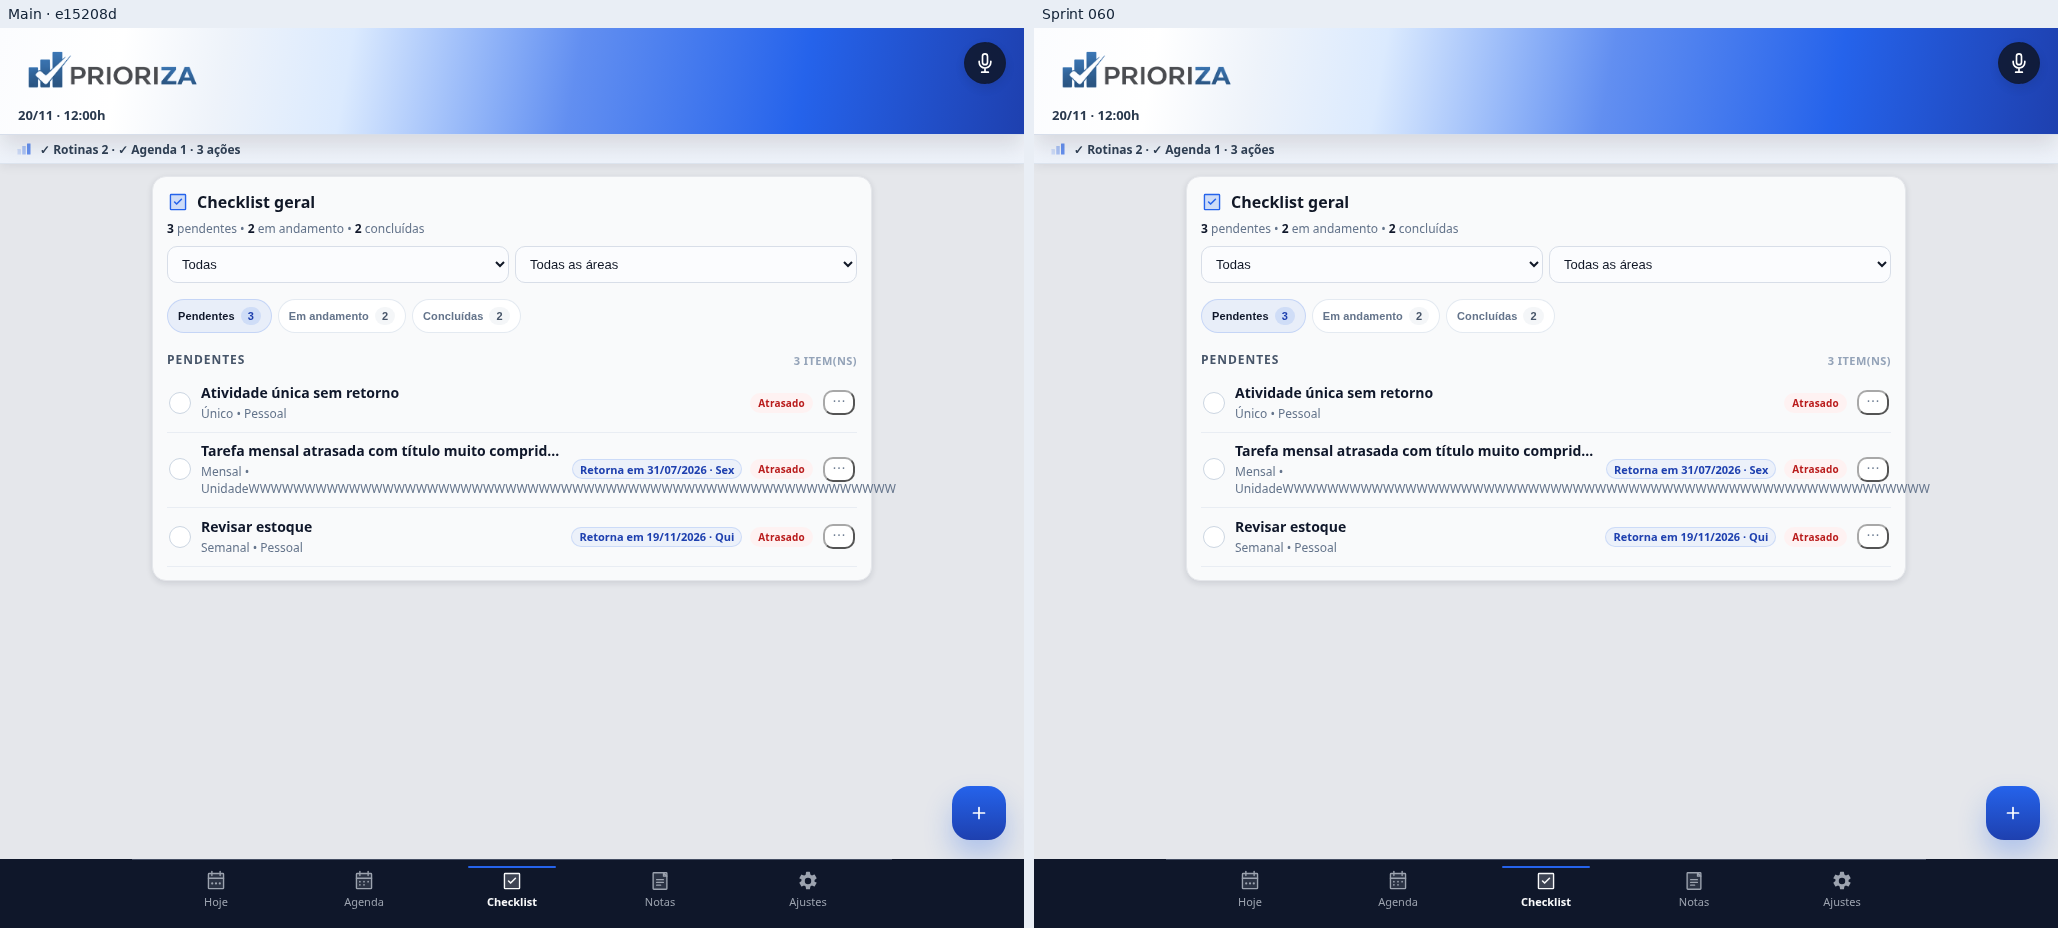 Main · e15208d
PRIORIZA
20/11 · 12:00h
✓ Rotinas 2 · ✓ Agenda 1 · 3 ações
Checklist geral
3 pendentes • 2 em andamento • 2 concluídas
Todas Todas as áreas
Pendentes 3 Em andamento 2 Concluídas 2
PENDENTES 3 ITEM(NS)
Atividade única sem retorno
Único • Pessoal
Atrasado ...
Tarefa mensal atrasada com título muito comprid...
Mensal •
Retorna em 31/07/2026 · Sex Atrasado ...
Revisar estoque
Semanal • Pessoal
Retorna em 19/11/2026 · Qui Atrasado ...
+
Hoje Agenda Checklist Notas Ajustes
Sprint 060
PRIORIZA
20/11 · 12:00h
✓ Rotinas 2 · ✓ Agenda 1 · 3 ações
Checklist geral
3 pendentes • 2 em andamento • 2 concluídas
Todas Todas as áreas
Pendentes 3 Em andamento 2 Concluídas 2
PENDENTES 3 ITEM(NS)
Atividade única sem retorno
Único • Pessoal
Atrasado ...
Tarefa mensal atrasada com título muito comprid...
Mensal •
Retorna em 31/07/2026 · Sex Atrasado ...
Revisar estoque
Semanal • Pessoal
Retorna em 19/11/2026 · Qui Atrasado ...
+
Hoje Agenda Checklist Notas Ajustes